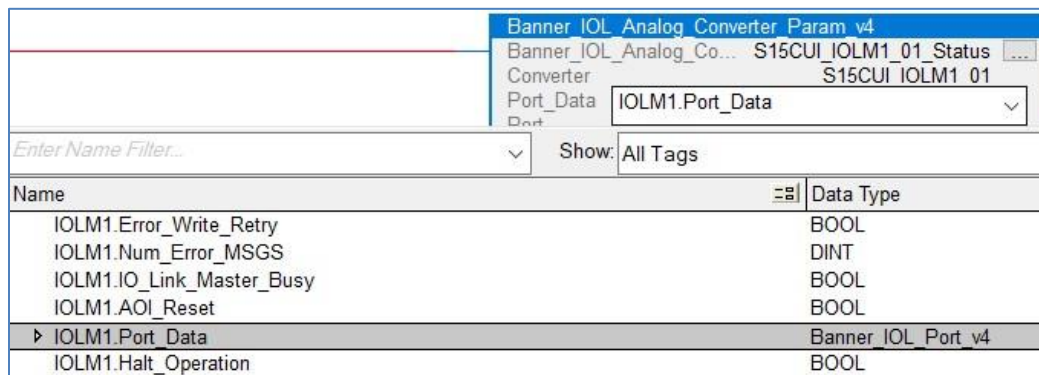 Banner_IOL_Analog_Converter_Param_v4
Banner_IOL_Analog_Co... S15CUI_IOLM1_01_Status ...
Converter S15CUI_IOLM1_01
Port_Data IOLM1.Port_Data
Port
Enter Name Filter... Show: All Tags
Name Data Type
IOLM1.Error_Write_Retry BOOL
IOLM1.Num_Error_MSGS DINT
IOLM1.IO_Link_Master_Busy BOOL
IOLM1.AOI_Reset BOOL
IOLM1.Port_Data Banner_IOL_Port_v4
IOLM1.Halt_Operation BOOL